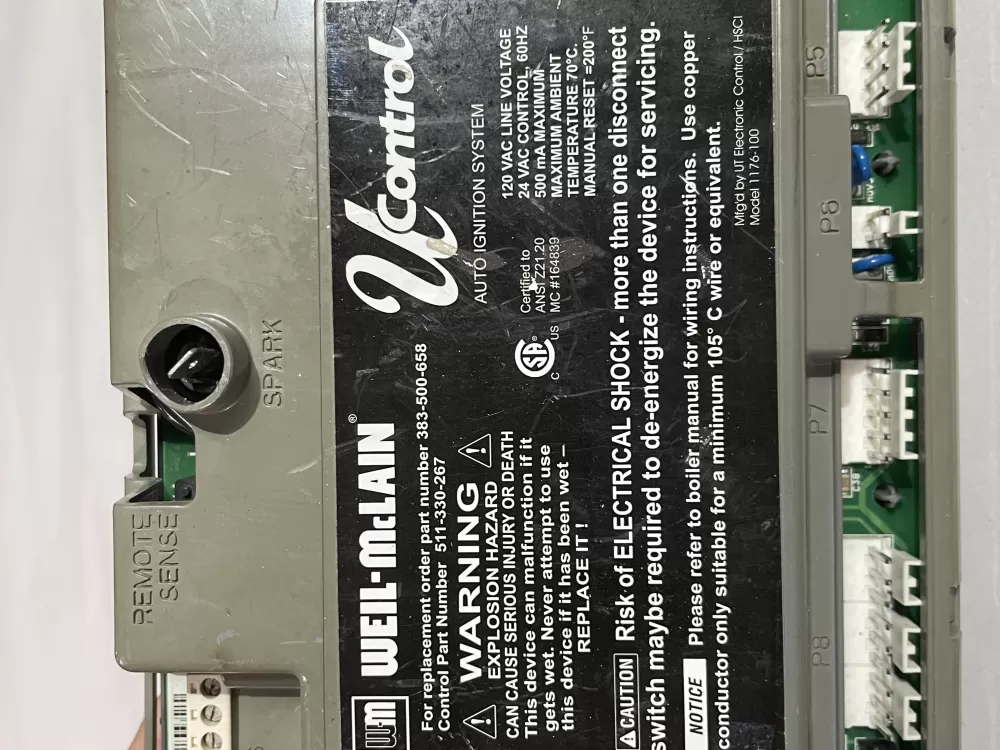 WEIL-McLAIN®
U Control
AUTO IGNITION SYSTEM
For replacement order part number 383-500-658
Control Part Number 511-330-267
WARNING
EXPLOSION HAZARD
CAN CAUSE SERIOUS INJURY OR DEATH
This device can malfunction if it
gets wet. Never attempt to use
this device if it has been wet –
REPLACE IT !
Certified to
ANSI Z21.20
MC #164839
C US
120 VAC LINE VOLTAGE
24 VAC CONTROL, 60HZ
500 mA MAXIMUM
MAXIMUM AMBIENT
TEMPERATURE 70°C.
MANUAL RESET =200°F
CAUTION Risk of ELECTRICAL SHOCK - more than one disconnect
switch maybe required to de-energize the device for servicing.
NOTICE Please refer to boiler manual for wiring instructions. Use copper
conductor only suitable for a minimum 105° C wire or equivalent.
Mfg'd by UT Electronic Control / HSCI
Model 1176-100
REMOTE
SENSE
SPARK
P8
P7
P6
P5
C38